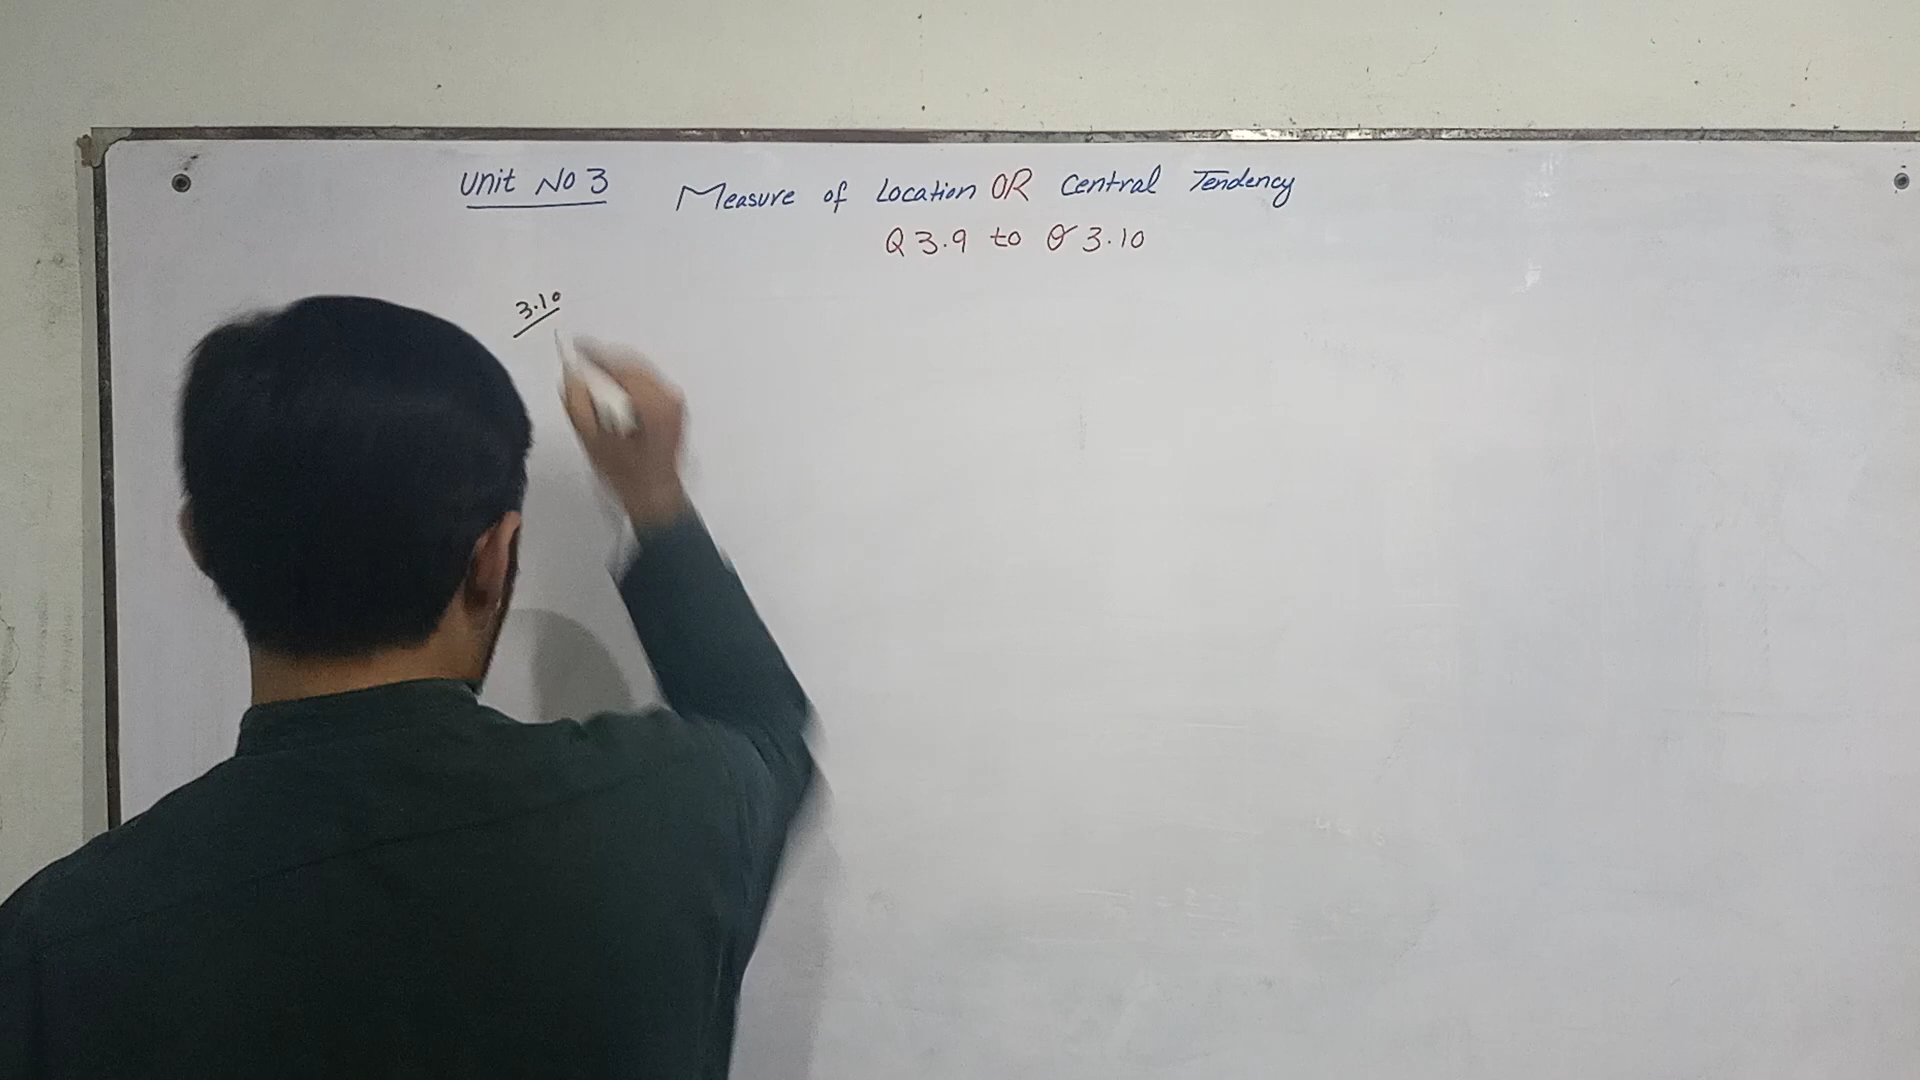 Unit No 3 Measure of Location OR Central Tendency
Q 3.9 to Q 3.10
3.10